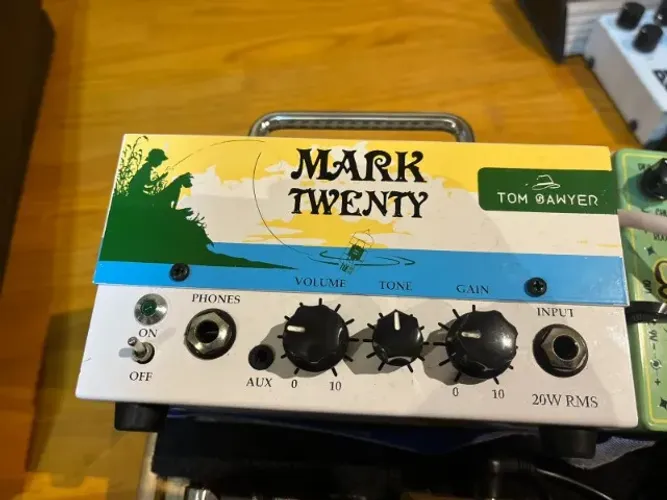 MARK
TWENTY
TOM SAWYER
VOLUME TONE GAIN
PHONES
INPUT
ON
OFF
AUX
0 10
0 10
20W RMS